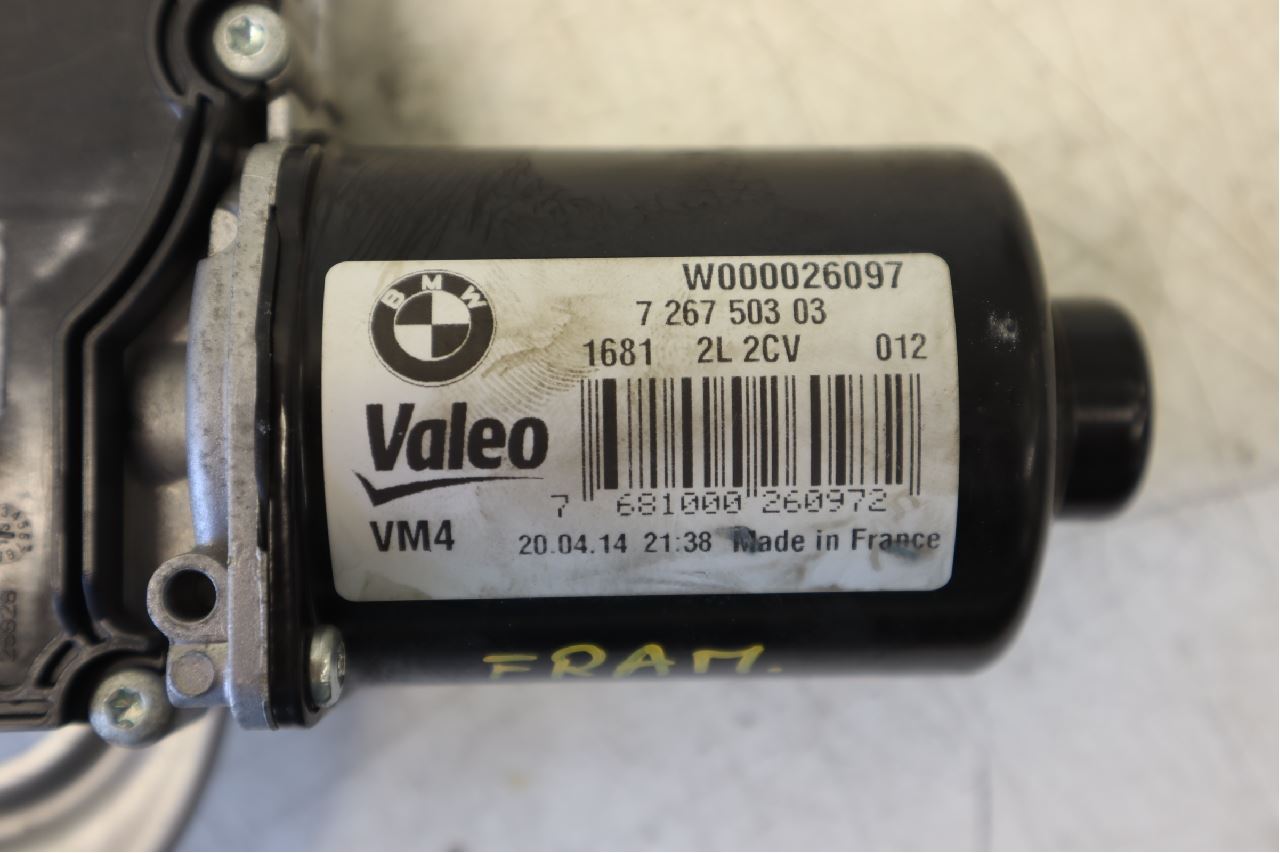 BMW
W000026097
7 267 503 03
1681 2L 2CV 012
Valeo
7 681000 260972
VM4 20.04.14 21:38 Made in France
FRAM.